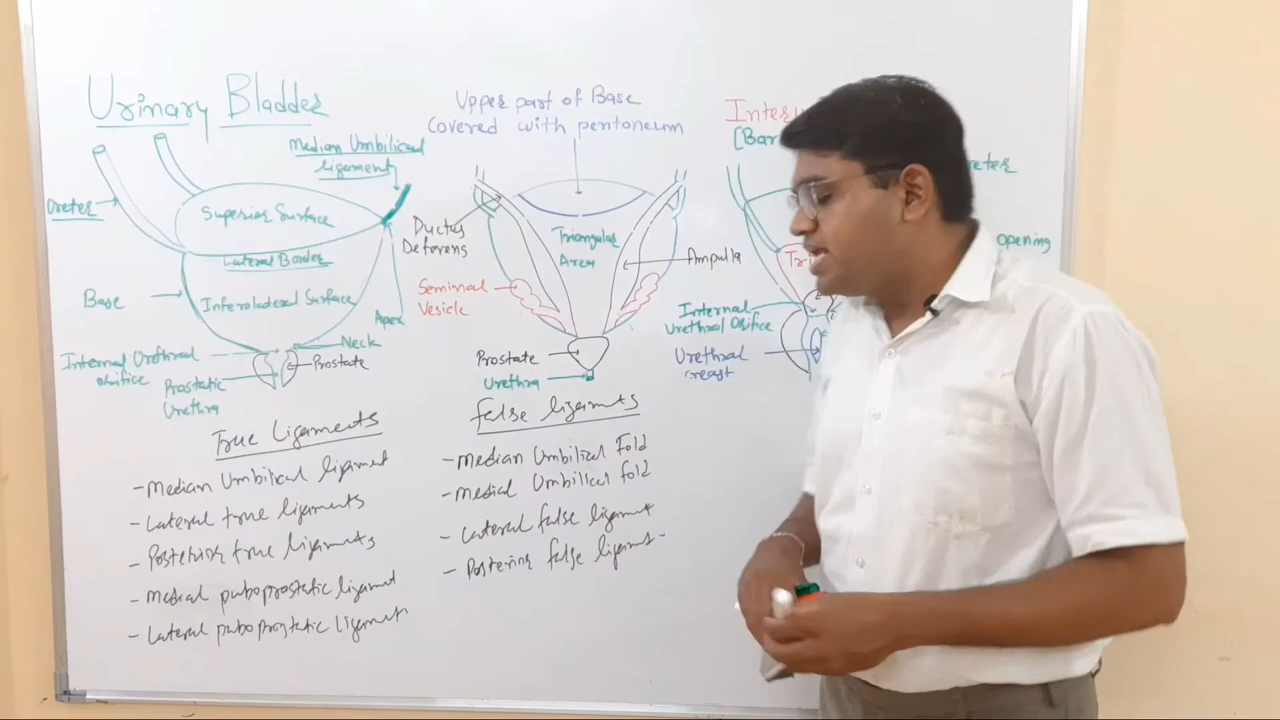 Urinary Bladder
Median Umbilical
ligament
Ureter
Superior Surface
Lateral Border
Base
Inferolateral Surface
Apex
Neck
Internal Urethral
orifice
Prostatic
Urethra
Prostate
Upper part of Base
Covered with peritoneum
Ductus
Deferens
Triangular
Area
Ampulla
Seminal
Vesicle
Prostate
Urethra
Opening
Internal
Urethral Orifice
Urethral
crest
True Ligaments
- Median Umbilical ligament
- Lateral true ligaments
- Posterior true ligaments
- Medial puboprostatic ligament
- Lateral puboprostatic Ligament
false ligaments
- Median Umbilical Fold
- Medial Umbilical fold
- Lateral false ligament
- Posterior false ligament -